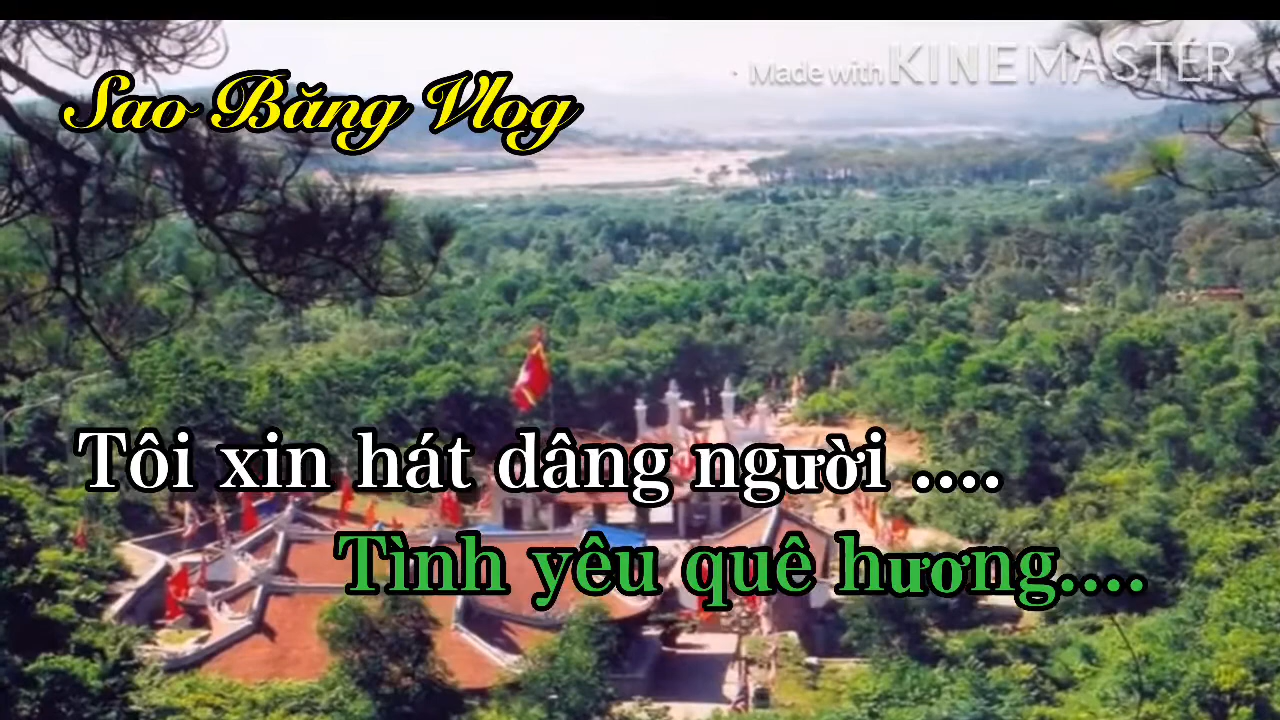 Made with KINEMASTER
Sao Băng Vlog
Tôi xin hát dâng người ....
Tình yêu quê hương....